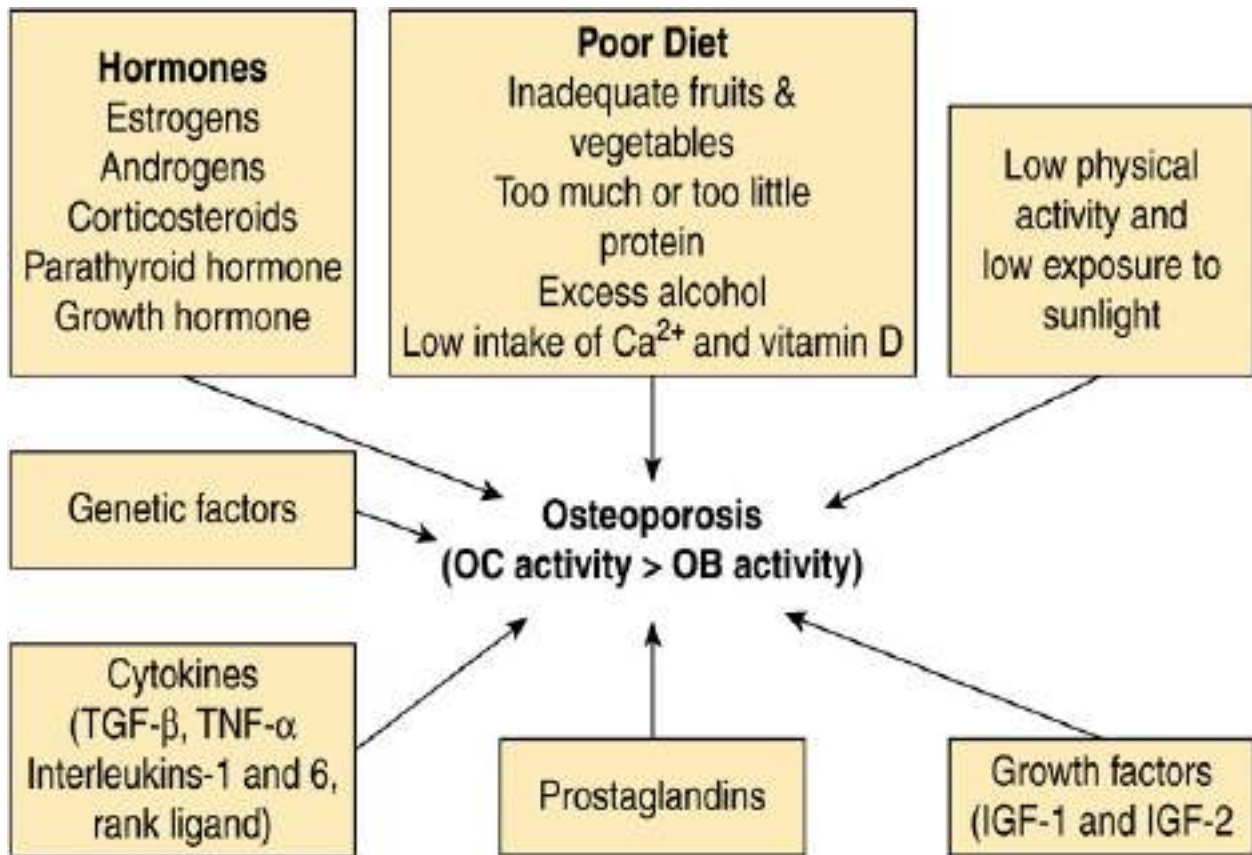 Hormones
Estrogens
Androgens
Corticosteroids
Parathyroid hormone
Growth hormone
Poor Diet
Inadequate fruits &
vegetables
Too much or too little
protein
Excess alcohol
Low intake of Ca²⁺ and vitamin D
Low physical
activity and
low exposure to
sunlight
Genetic factors
Osteoporosis
(OC activity > OB activity)
Cytokines
(TGF-β, TNF-α
Interleukins-1 and 6,
rank ligand)
Prostaglandins
Growth factors
(IGF-1 and IGF-2